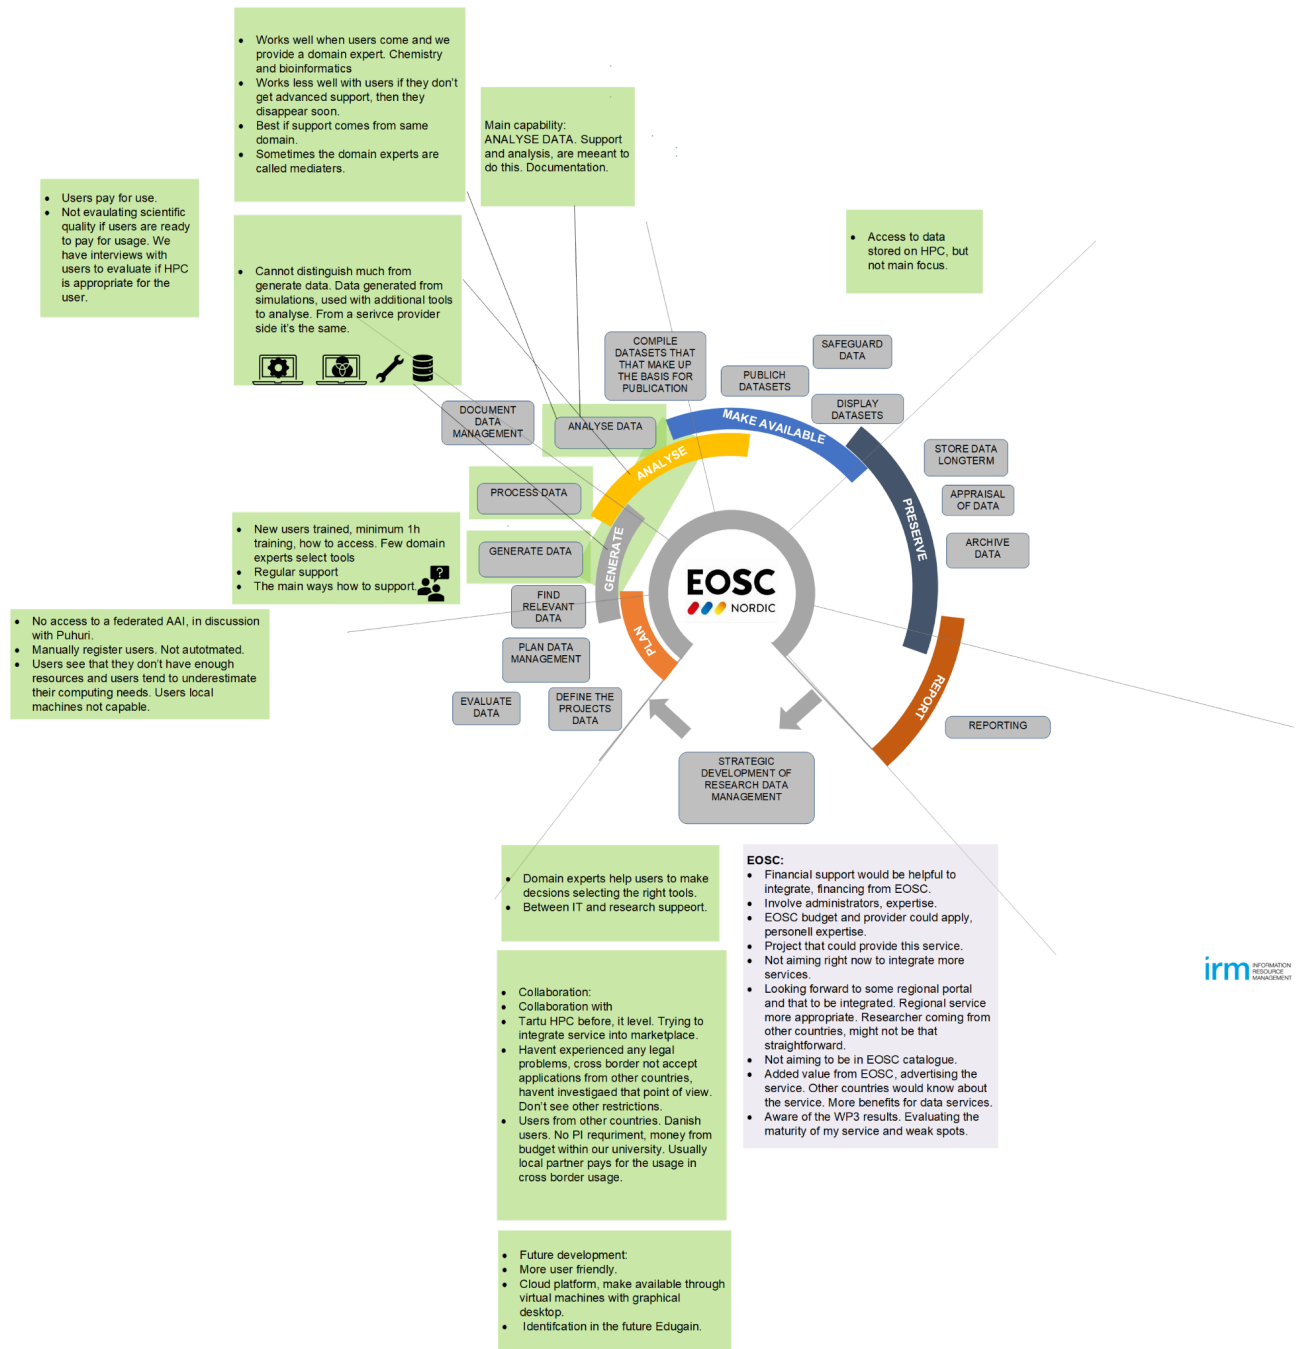 • Works well when users come and we
provide a domain expert. Chemistry
and bioinformatics
• Works less well with users if they don't
get advanced support, then they
disappear soon.
• Best if support comes from same
domain.
• Sometimes the domain experts are
called mediaters.
Main capability:
ANALYSE DATA. Support
and analysis, are meeant to
do this. Documentation.
• Users pay for use.
• Not evaulating scientific
quality if users are ready
to pay for usage. We
have interviews with
users to evaluate if HPC
is appropriate for the
user.
• Cannot distinguish much from
generate data. Data generated from
simulations, used with additional tools
to analyse. From a serivce provider
side it's the same.
• Access to data
stored on HPC, but
not main focus.
COMPILE
DATASETS THAT
THAT MAKE UP
THE BASIS FOR
PUBLICATION
PUBLICH
DATASETS
SAFEGUARD
DATA
DISPLAY
DATASETS
DOCUMENT
DATA
MANAGEMENT
ANALYSE DATA
MAKE AVAILABLE
ANALYSE
STORE DATA
LONGTERM
APPRAISAL
OF DATA
ARCHIVE
DATA
PRESERVE
PROCESS DATA
GENERATE DATA
GENERATE
• New users trained, minimum 1h
training, how to access. Few domain
experts select tools
• Regular support
• The main ways how to support.
?
EOSC
NORDIC
FIND
RELEVANT
DATA
PLAN
PLAN DATA
MANAGEMENT
EVALUATE
DATA
DEFINE THE
PROJECTS
DATA
• No access to a federated AAI, in discussion
with Puhuri.
• Manually register users. Not autotmated.
• Users see that they don't have enough
resources and users tend to underestimate
their computing needs. Users local
machines not capable.
REPORT
REPORTING
STRATEGIC
DEVELOPMENT OF
RESEARCH DATA
MANAGEMENT
• Domain experts help users to make
decsions selecting the right tools.
• Between IT and research suppeort.
EOSC:
• Financial support would be helpful to
integrate, financing from EOSC.
• Involve administrators, expertise.
• EOSC budget and provider could apply,
personell expertise.
• Project that could provide this service.
• Not aiming right now to integrate more
services.
• Looking forward to some regional portal
and that to be integrated. Regional service
more appropriate. Researcher coming from
other countries, might not be that
straightforward.
• Not aiming to be in EOSC catalogue.
• Added value from EOSC, advertising the
service. Other countries would know about
the service. More benefits for data services.
• Aware of the WP3 results. Evaluating the
maturity of my service and weak spots.
irm INFORMATION
RESOURCE
MANAGEMENT
• Collaboration:
• Collaboration with
• Tartu HPC before, it level. Trying to
integrate service into marketplace.
• Havent experienced any legal
problems, cross border not accept
applications from other countries,
havent investigaed that point of view.
Don't see other restrictions.
• Users from other countries. Danish
users. No PI requriment, money from
budget within our university. Usually
local partner pays for the usage in
cross border usage.
• Future development:
• More user friendly.
• Cloud platform, make available through
virtual machines with graphical
desktop.
• Identifcation in the future Edugain.